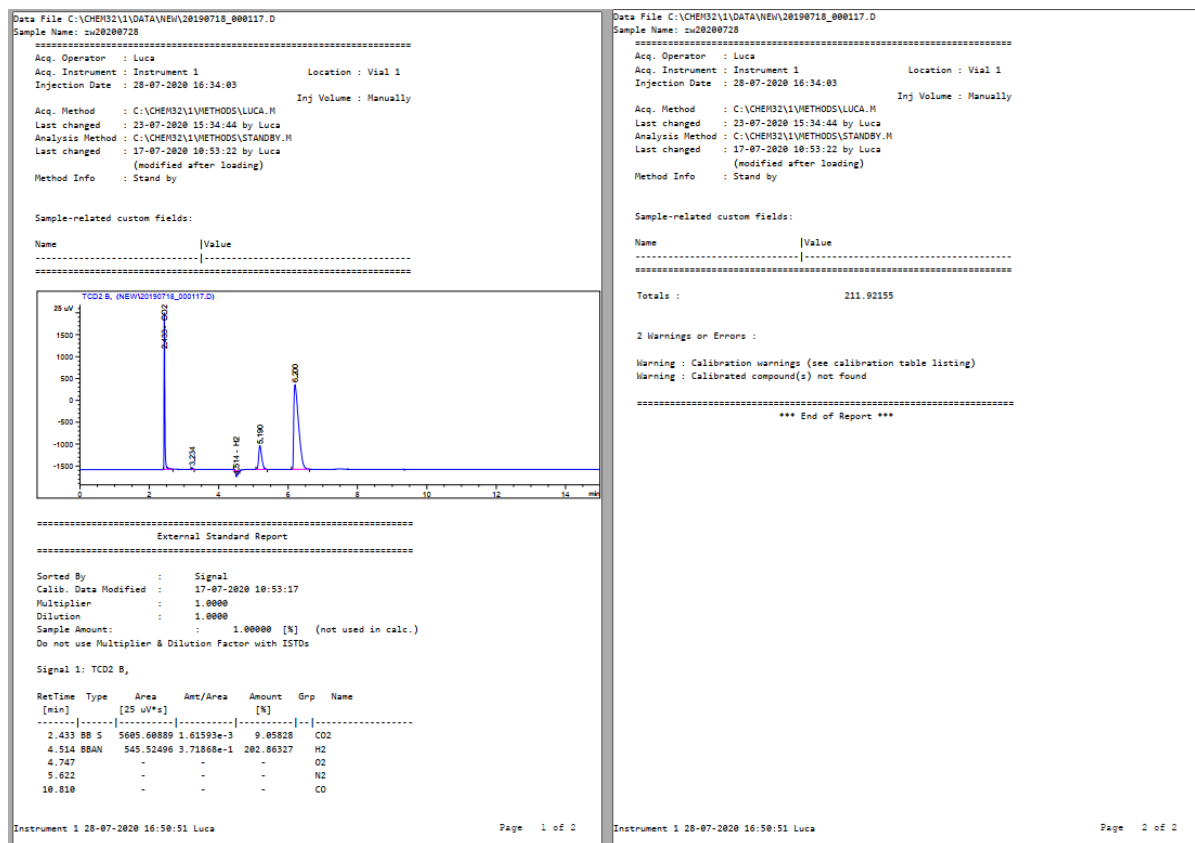 Data File C:\CHEM32\1\DATA\NEW\20190718_000117.D
Sample Name: zw20200728
=====================================================================
Acq. Operator   : Luca
Acq. Instrument : Instrument 1                    Location : Vial 1
Injection Date  : 28-07-2020 16:34:03
Inj Volume : Manually
Acq. Method     : C:\CHEM32\1\METHODS\LUCA.M
Last changed    : 23-07-2020 15:34:44 by Luca
Analysis Method : C:\CHEM32\1\METHODS\STANDBY.M
Last changed    : 17-07-2020 10:53:22 by Luca
(modified after loading)
Method Info     : Stand by
Sample-related custom fields:
Name                          |Value
------------------------------|--------------------------------------
=====================================================================
TCD2 B, (NEW\20190718_000117.D)
25 uV
1500
1000
500
0
-500
-1000
-1500
2.433 - CO2
3.234
4.514 - H2
5.190
6.200
0 2 4 6 8 10 12 14 min
=====================================================================
External Standard Report
=====================================================================
Sorted By             :      Signal
Calib. Data Modified  :      17-07-2020 10:53:17
Multiplier            :      1.0000
Dilution              :      1.0000
Sample Amount:               :      1.00000  [%]   (not used in calc.)
Do not use Multiplier & Dilution Factor with ISTDs
Signal 1: TCD2 B,
RetTime  Type     Area     Amt/Area    Amount   Grp   Name
[min]         [25 uV*s]               [%]
-------|------|----------|----------|----------|--|------------------
2.433 BB S  5605.60889 1.61593e-3    9.05828    CO2
4.514 BBAN   545.52496 3.71868e-1  202.86327    H2
4.747            -          -          -        O2
5.622            -          -          -        N2
10.810            -          -          -        CO
Instrument 1 28-07-2020 16:50:51 Luca
Page   1 of 2
Data File C:\CHEM32\1\DATA\NEW\20190718_000117.D
Sample Name: zw20200728
=====================================================================
Acq. Operator   : Luca
Acq. Instrument : Instrument 1                    Location : Vial 1
Injection Date  : 28-07-2020 16:34:03
Inj Volume : Manually
Acq. Method     : C:\CHEM32\1\METHODS\LUCA.M
Last changed    : 23-07-2020 15:34:44 by Luca
Analysis Method : C:\CHEM32\1\METHODS\STANDBY.M
Last changed    : 17-07-2020 10:53:22 by Luca
(modified after loading)
Method Info     : Stand by
Sample-related custom fields:
Name                          |Value
------------------------------|--------------------------------------
=====================================================================
Totals :                              211.92155
2 Warnings or Errors :
Warning : Calibration warnings (see calibration table listing)
Warning : Calibrated compound(s) not found
=====================================================================
*** End of Report ***
Instrument 1 28-07-2020 16:50:51 Luca
Page   2 of 2